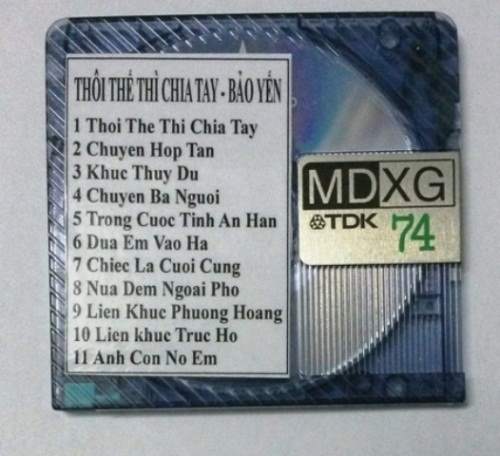 THÔI THẾ THÌ CHIA TAY - BẢO YẾN
1 Thoi The Thi Chia Tay
2 Chuyen Hop Tan
3 Khuc Thuy Du
4 Chuyen Ba Nguoi
5 Trong Cuoc Tinh An Han
6 Dua Em Vao Ha
7 Chiec La Cuoi Cung
8 Nua Dem Ngoai Pho
9 Lien Khuc Phuong Hoang
10 Lien khuc Truc Ho
11 Anh Con No Em
MDXG
TDK 74